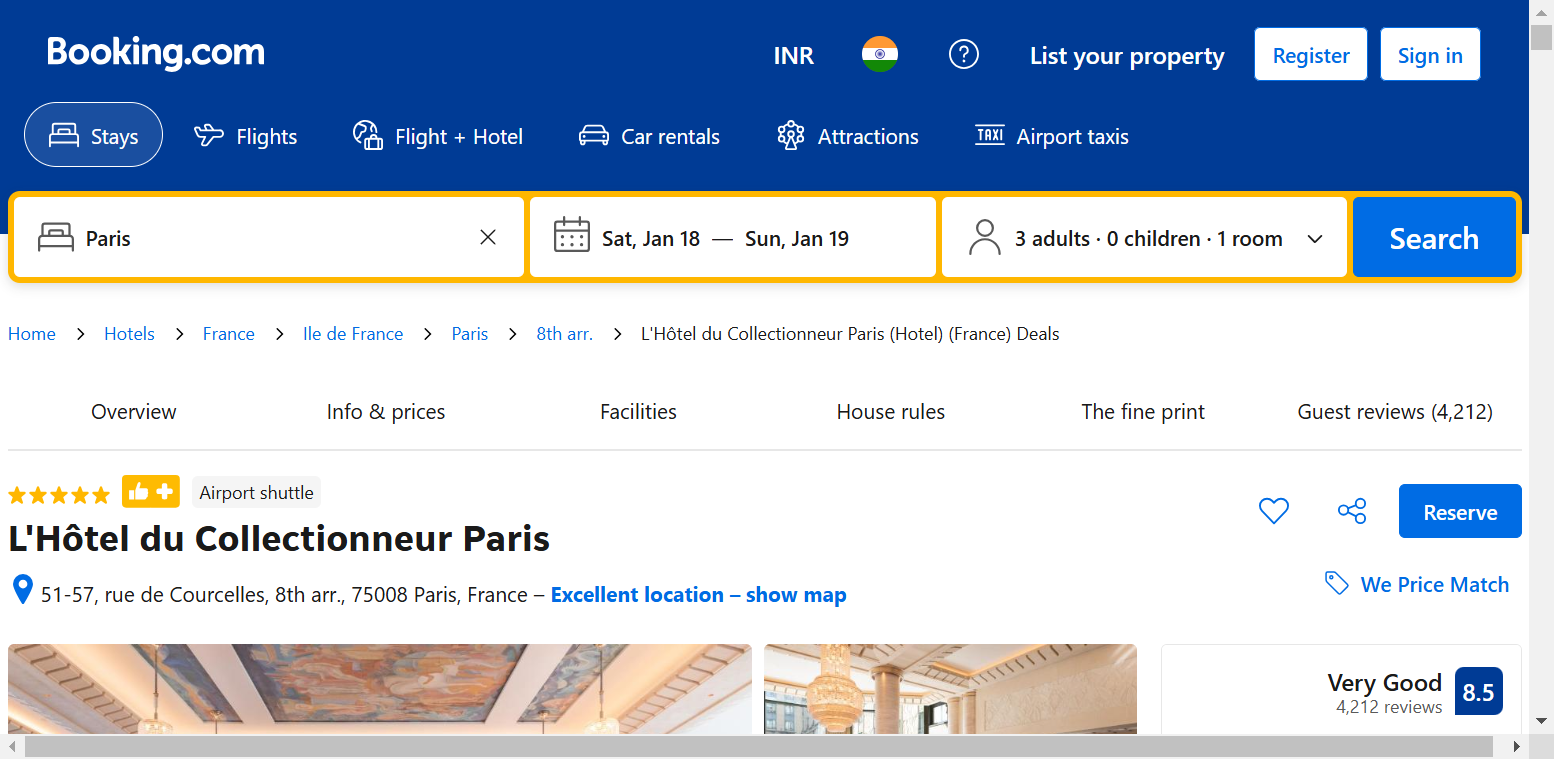 Booking.com
INR
List your property
Register
Sign in
Stays
Flights
Flight + Hotel
Car rentals
Attractions
TAXI
Airport taxis
Paris
Sat, Jan 18 — Sun, Jan 19
3 adults · 0 children · 1 room
Search
Home
Hotels
France
Ile de France
Paris
8th arr.
L'Hôtel du Collectionneur Paris (Hotel) (France) Deals
Overview
Info & prices
Facilities
House rules
The fine print
Guest reviews (4,212)
Airport shuttle
Reserve
L'Hôtel du Collectionneur Paris
51-57, rue de Courcelles, 8th arr., 75008 Paris, France – Excellent location – show map
We Price Match
Very Good
8.5
4,212 reviews